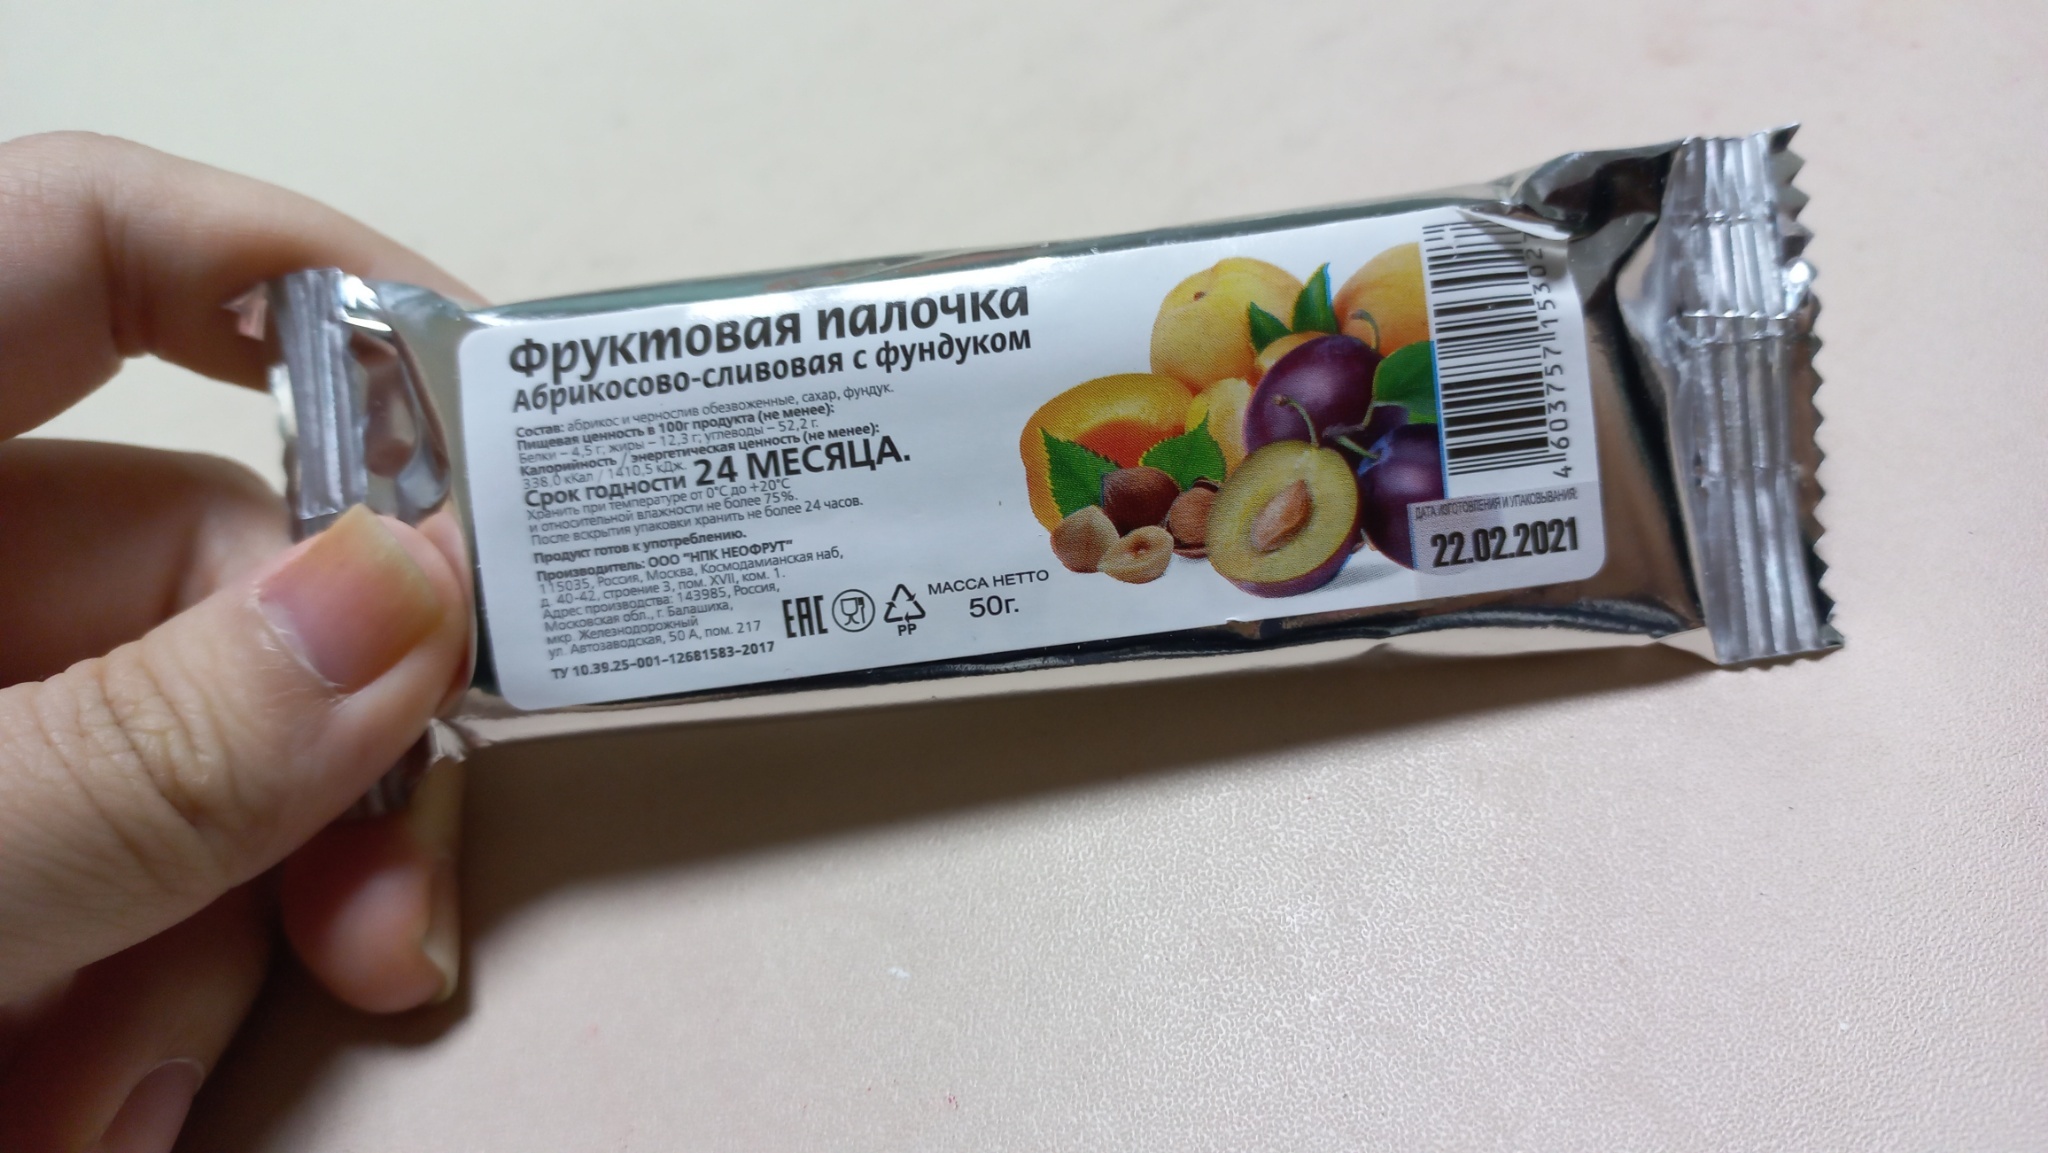 Фруктовая палочка
Абрикосово-сливовая с фундуком
Состав: абрикос и чернослив обезвоженные, сахар, фундук.
Пищевая ценность в 100г продукта (не менее):
Белки – 4,5 г, жиры – 12,3 г, углеводы – 52,2 г.
Калорийность / энергетическая ценность (не менее):
338,0 кКал / 1410,5 кДж.
Срок годности 24 МЕСЯЦА.
Хранить при температуре от 0°С до +20°С
и относительной влажности не более 75%.
После вскрытия упаковки хранить не более 24 часов.
Продукт готов к употреблению.
Производитель: ООО "НПК НЕОФРУТ"
115035, Россия, Москва, Космодамианская наб,
д. 40-42, строение 3, пом. XVII, ком. 1.
Адрес производства: 143985, Россия,
Московская обл., г. Балашиха,
мкр. Железнодорожный
ул. Автозаводская, 50 А, пом. 217
ТУ 10.39.25-001-12681583-2017
EAC
PP
МАССА НЕТТО
50г.
4 603757 15302
ДАТА ИЗГОТОВЛЕНИЯ И УПАКОВЫВАНИЯ:
22.02.2021